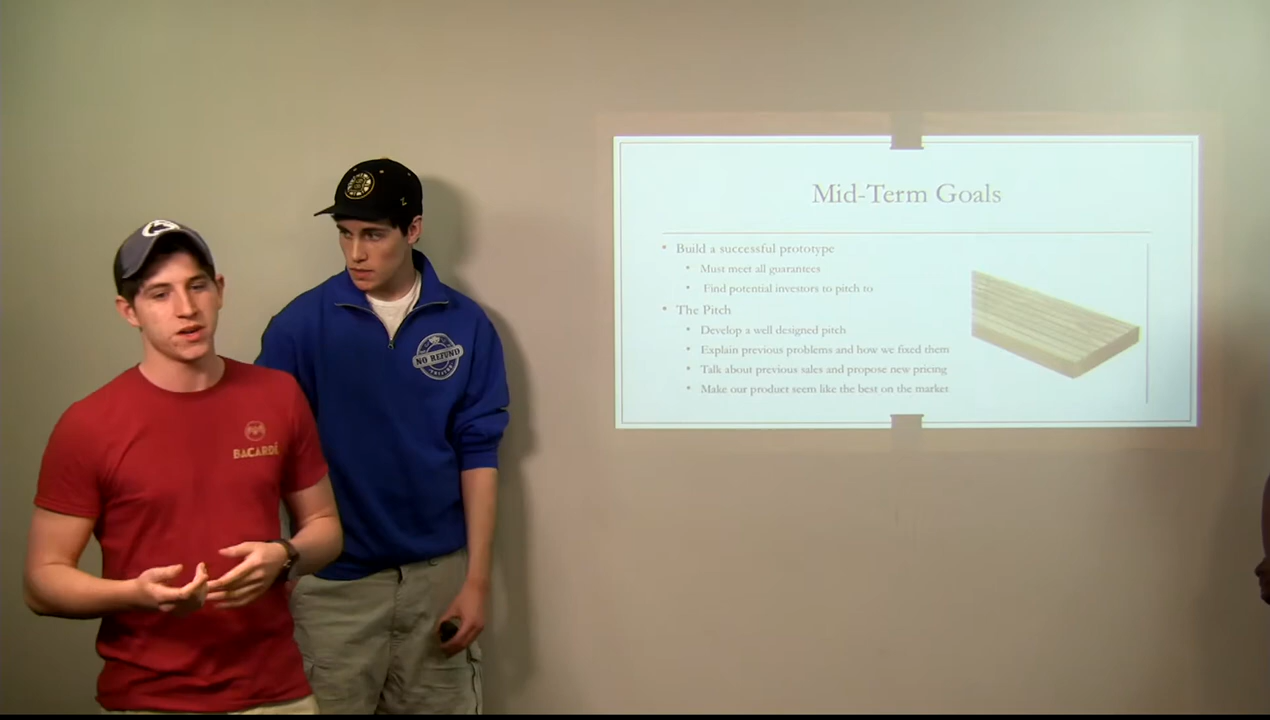 Mid-Term Goals
Build a successful prototype
Must meet all guarantees
Find potential investors to pitch to
The Pitch
Develop a well designed pitch
Explain previous problems and how we fixed them
Talk about previous sales and propose new pricing
Make our product seem like the best on the market
NO REFUND
BACARDÍ